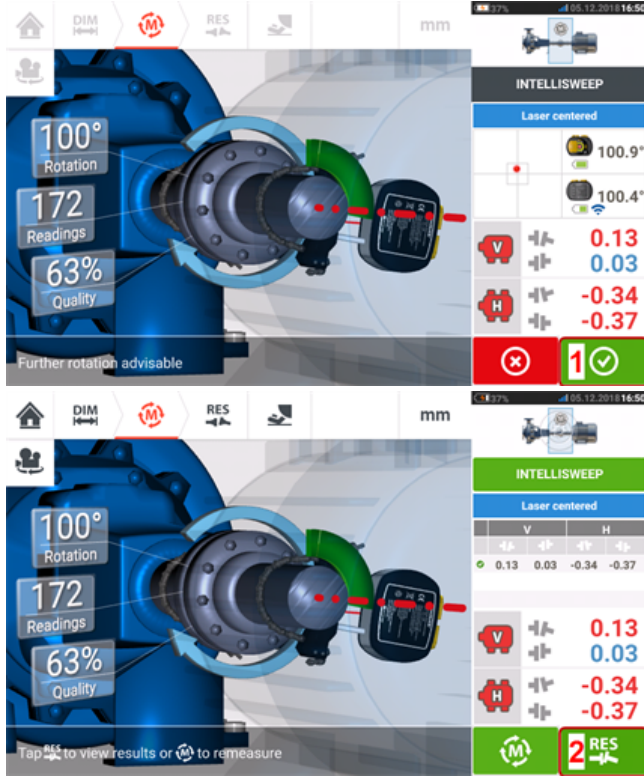 DIM
M
RES
mm
37%
05.12.2018 16:50
INTELLISWEEP
Laser centered
100.9°
100.4°
100°
Rotation
172
Readings
63%
Quality
V
0.13
0.03
H
-0.34
-0.37
Further rotation advisable
1
DIM
M
RES
mm
37%
05.12.2018 16:50
INTELLISWEEP
Laser centered
V H
0.13 0.03 -0.34 -0.37
100°
Rotation
172
Readings
63%
Quality
V
0.13
0.03
H
-0.34
-0.37
Tap RES to view results or M to remeasure
M
2 RES